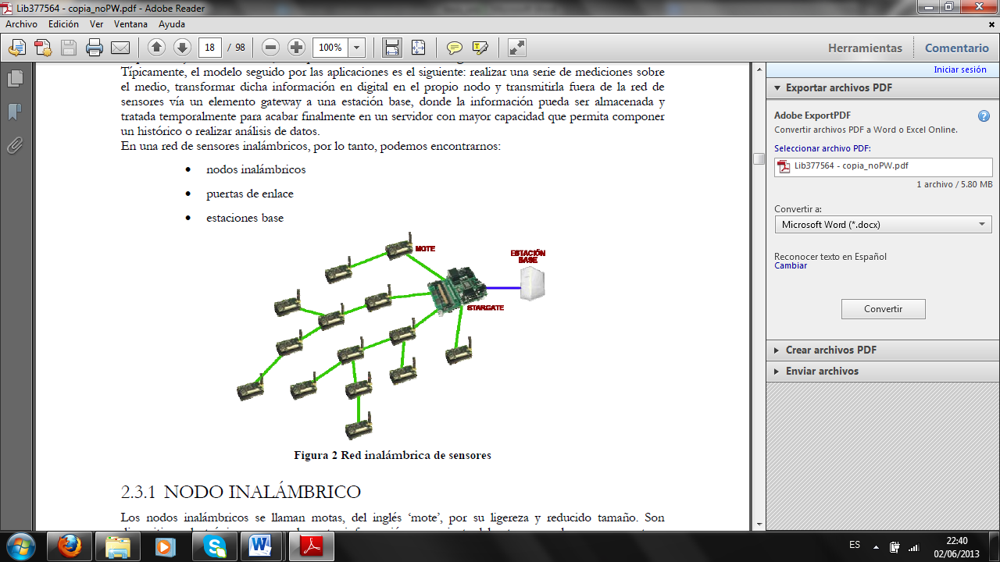 Lib377564 - copia_noPW.pdf - Adobe Reader
Archivo Edición Ver Ventana Ayuda
18 / 98 100% Herramientas Comentario
Típicamente, el modelo seguido por las aplicaciones es el siguiente: realizar una serie de mediciones sobre
el medio, transformar dicha información en digital en el propio nodo y transmitirla fuera de la red de
sensores vía un elemento gateway a una estación base, donde la información pueda ser almacenada y
tratada temporalmente para acabar finalmente en un servidor con mayor capacidad que permita componer
un histórico o realizar análisis de datos.
En una red de sensores inalámbricos, por lo tanto, podemos encontrarnos:
• nodos inalámbricos
• puertas de enlace
• estaciones base
MOTE
ESTACIÓN
BASE
STARGATE
Figura 2 Red inalámbrica de sensores
2.3.1 NODO INALÁMBRICO
Los nodos inalámbricos se llaman motas, del inglés ‘mote’, por su ligereza y reducido tamaño. Son
Iniciar sesión
Exportar archivos PDF
Adobe ExportPDF
Convertir archivos PDF a Word o Excel Online.
Seleccionar archivo PDF:
Lib377564 - copia_noPW.pdf
1 archivo / 5.80 MB
Convertir a:
Microsoft Word (*.docx)
Reconocer texto en Español
Cambiar
Convertir
Crear archivos PDF
Enviar archivos
ES
22:40
02/06/2013